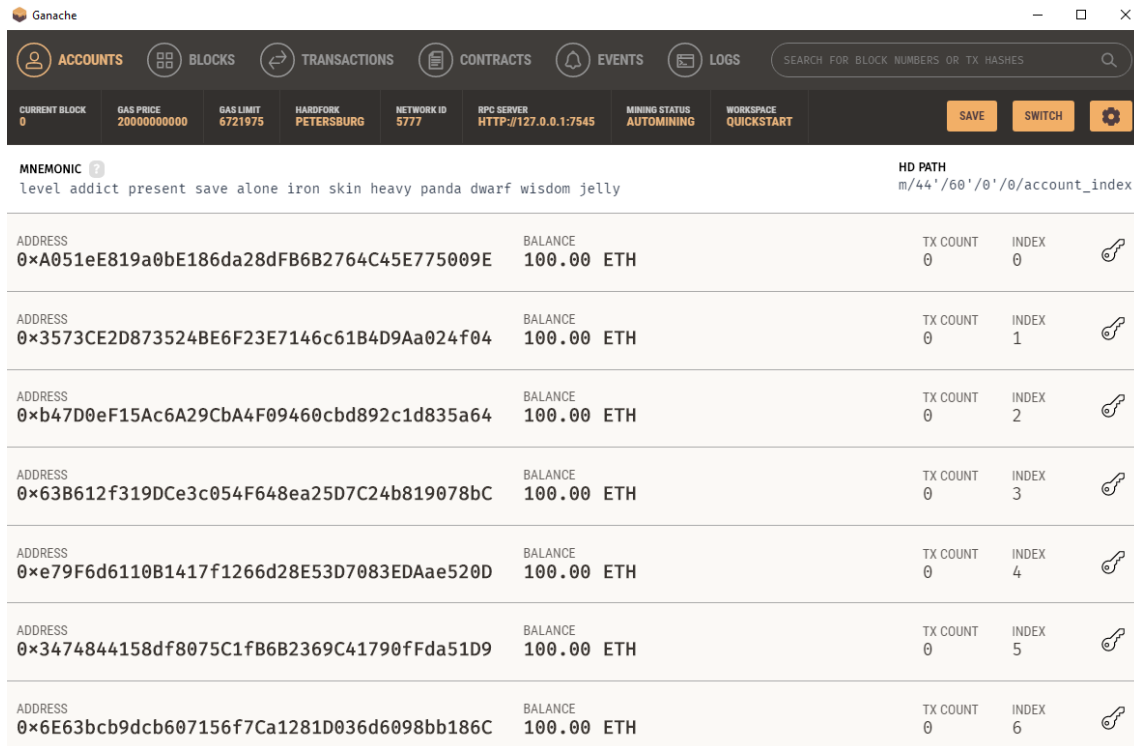 Ganache
ACCOUNTS BLOCKS TRANSACTIONS CONTRACTS EVENTS LOGS SEARCH FOR BLOCK NUMBERS OR TX HASHES
CURRENT BLOCK GAS PRICE GAS LIMIT HARDFORK NETWORK ID RPC SERVER MINING STATUS WORKSPACE
0 20000000000 6721975 PETERSBURG 5777 HTTP://127.0.0.1:7545 AUTOMINING QUICKSTART SAVE SWITCH
MNEMONIC ? HD PATH
level addict present save alone iron skin heavy panda dwarf wisdom jelly m/44'/60'/0'/0/account_index
ADDRESS BALANCE TX COUNT INDEX
0×A051eE819a0bE186da28dFB6B2764C45E775009E 100.00 ETH 0 0
ADDRESS BALANCE TX COUNT INDEX
0×3573CE2D873524BE6F23E7146c61B4D9Aa024f04 100.00 ETH 0 1
ADDRESS BALANCE TX COUNT INDEX
0×b47D0eF15Ac6A29CbA4F09460cbd892c1d835a64 100.00 ETH 0 2
ADDRESS BALANCE TX COUNT INDEX
0×63B612f319DCe3c054F648ea25D7C24b819078bC 100.00 ETH 0 3
ADDRESS BALANCE TX COUNT INDEX
0×e79F6d6110B1417f1266d28E53D7083EDAae520D 100.00 ETH 0 4
ADDRESS BALANCE TX COUNT INDEX
0×3474844158df8075C1fB6B2369C41790fFda51D9 100.00 ETH 0 5
ADDRESS BALANCE TX COUNT INDEX
0×6E63bcb9dcb607156f7Ca1281D036d6098bb186C 100.00 ETH 0 6